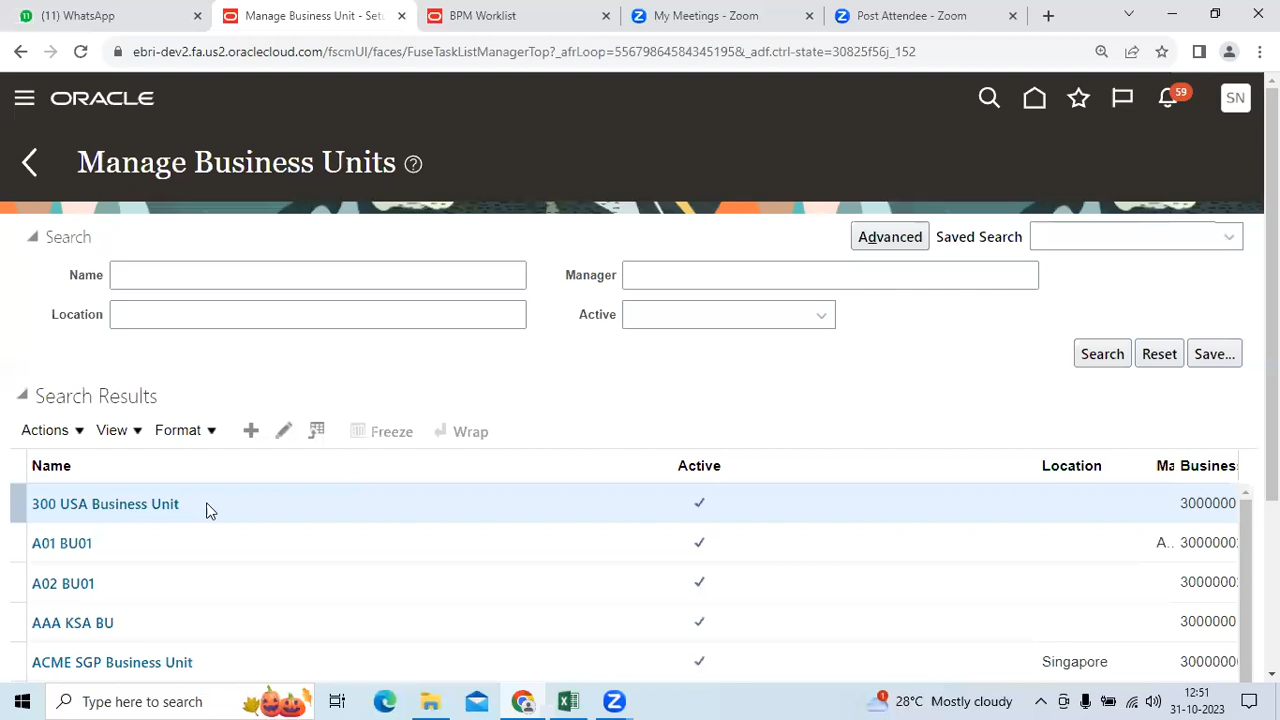 (11) WhatsApp
Manage Business Unit - Setu
BPM Worklist
My Meetings - Zoom
Post Attendee - Zoom
ebri-dev2.fa.us2.oraclecloud.com/fscmUI/faces/FuseTaskListManagerTop?_afrLoop=556798645843451​95&_adf.ctrl-state=30825f56j_152
ORACLE
59
SN
Manage Business Units
Search
Advanced
Saved Search
Name
Manager
Location
Active
Search
Reset
Save...
Search Results
Actions
View
Format
Freeze
Wrap
Name
Active
Location
Ma
Busines
300 USA Business Unit
3000000
A01 BU01
A..
3000000
A02 BU01
3000000
AAA KSA BU
3000000
ACME SGP Business Unit
Singapore
3000000
Type here to search
28°C Mostly cloudy
12:51
31-10-2023